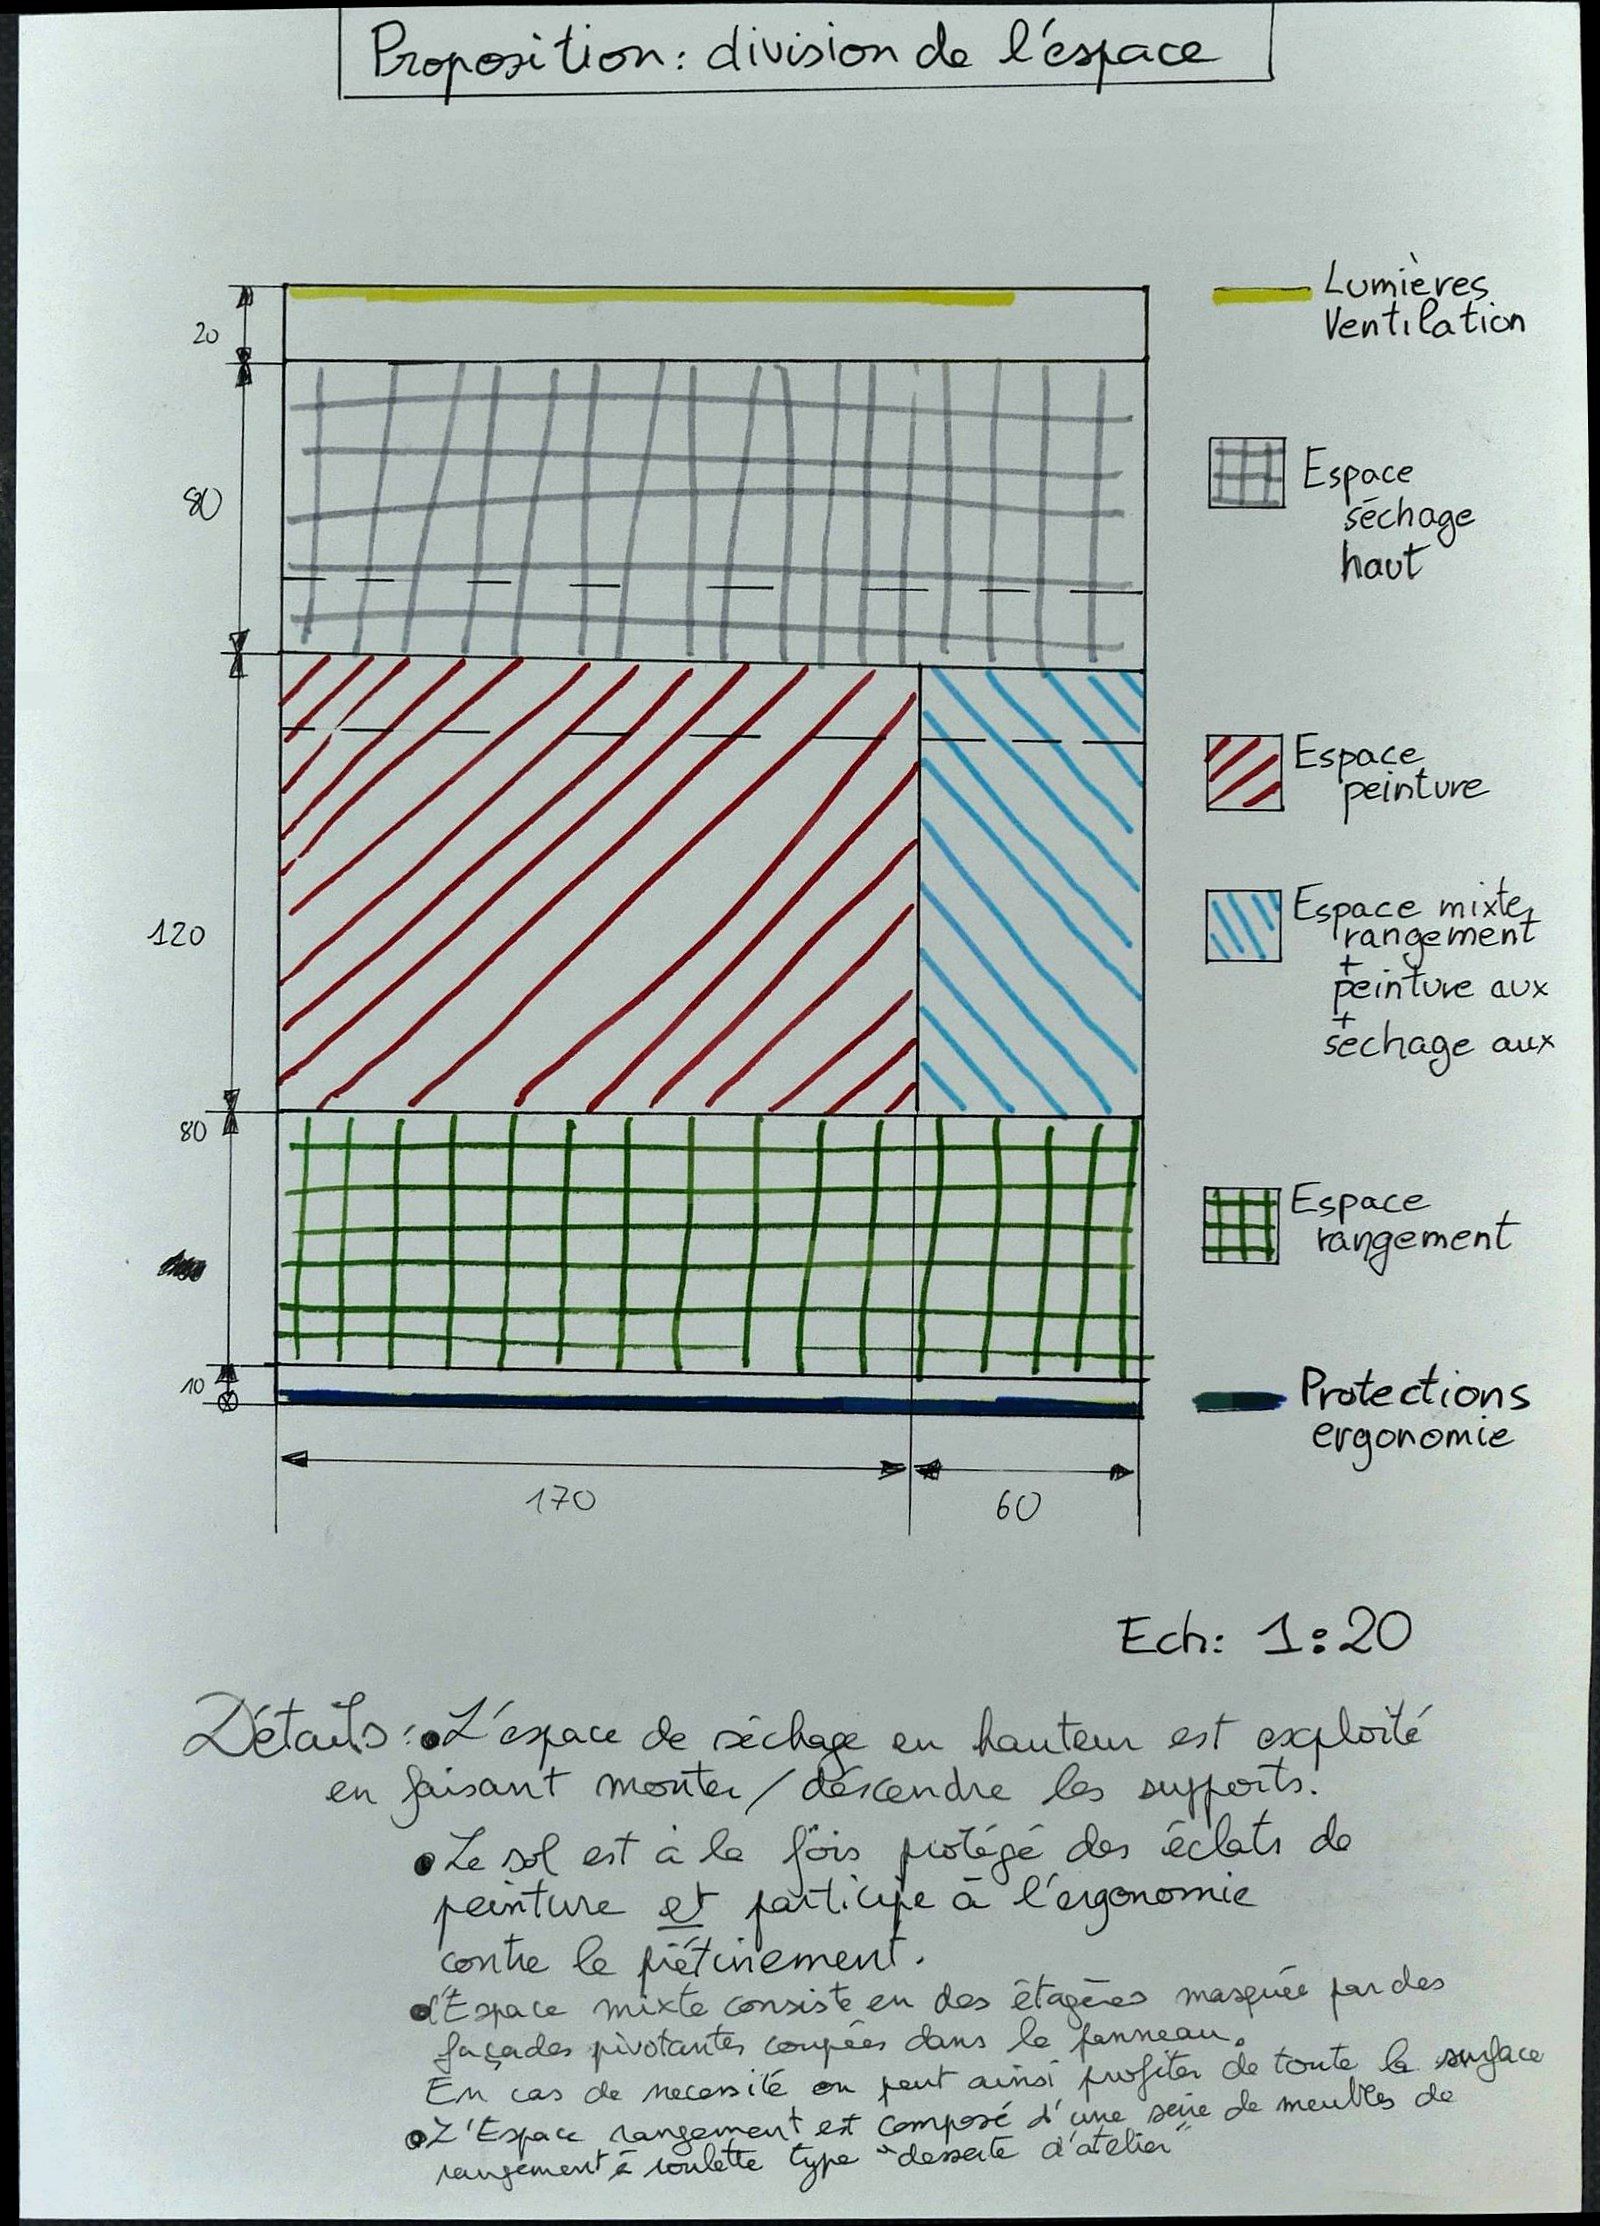 Proposition: division de l'espace
Lumières
Ventilation
20
80
Espace
séchage
haut
Espace
peinture
120
Espace mixte,
rangement
+
peinture aux
+
sechage aux
80
Espace
rangement
10
Protections
ergonomie
170
60
Ech: 1:20
Détails: • L'espace de séchage en hauteur est exploité
en faisant monter / descendre les supports.
• Le sol est à la fois protégé des éclats de
peinture et participe à l'ergonomie
contre le piétinement.
• l'Espace mixte consiste en des étagères masquée par des
façades pivotantes coupées dans le panneau.
En cas de necessité on peut ainsi profiter de toute la surface
• L'Espace rangement est composé d'une serie de meubles de
rangement à roulette type "desserte d'atelier"